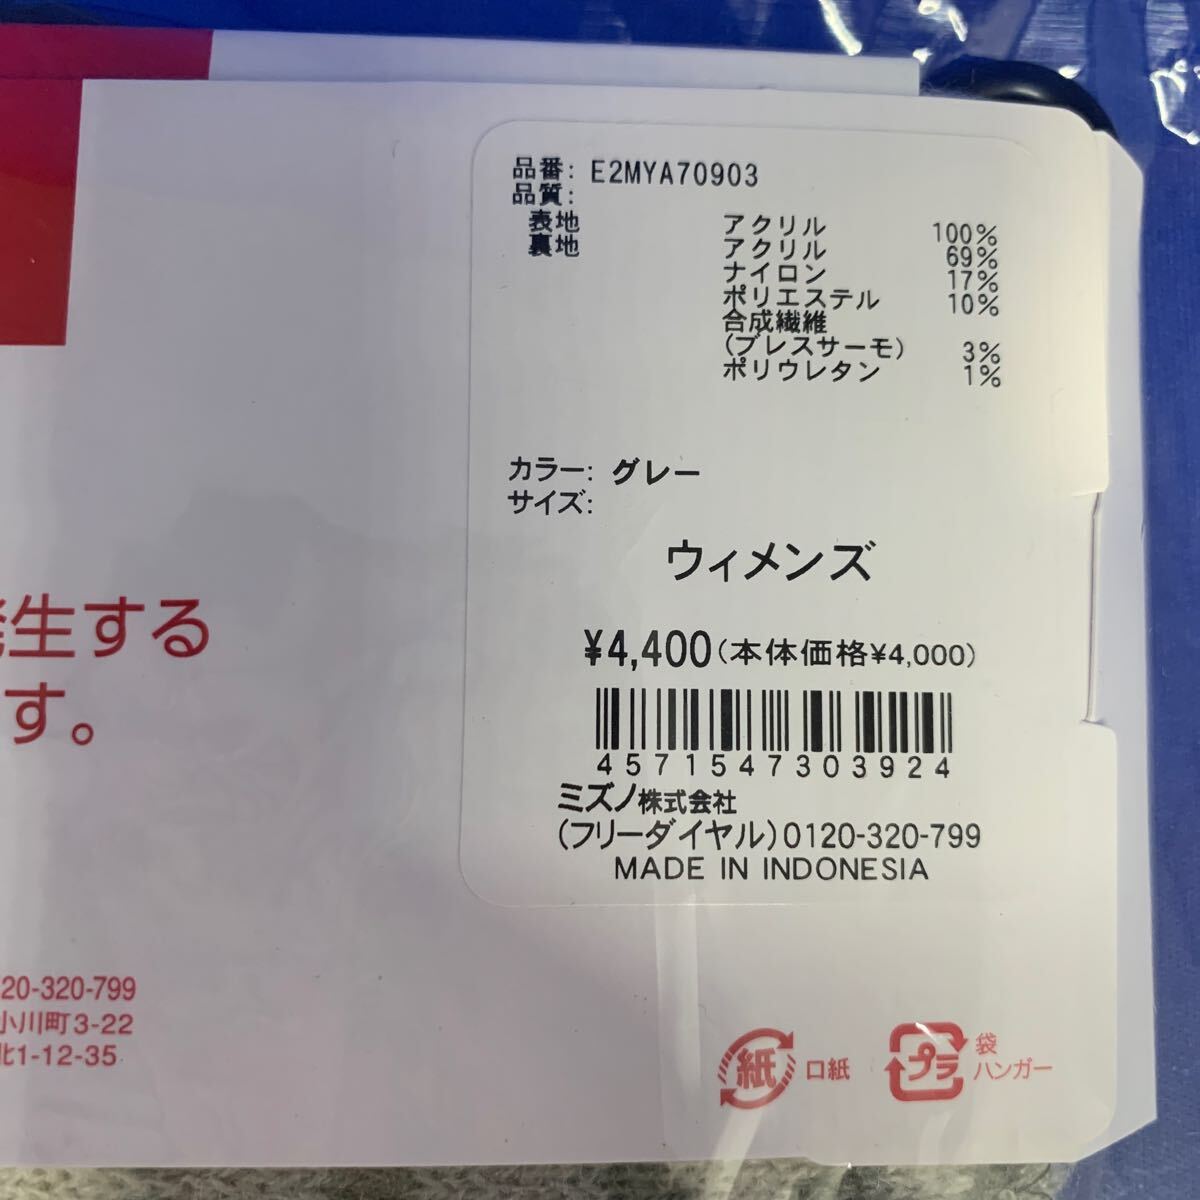 品番: E2MYA70903
品質:
表地 アクリル 100%
裏地 アクリル 69%
ナイロン 17%
ポリエステル 10%
合成繊維
(ブレスサーモ) 3%
ポリウレタン 1%
カラー: グレー
サイズ:
ウィメンズ
¥4,400(本体価格¥4,000)
4571547303924
ミズノ株式会社
(フリーダイヤル)0120-320-799
MADE IN INDONESIA
生する
す。
20-320-799
小川町3-22
北1-12-35
紙 口紙
プラ 袋
ハンガー